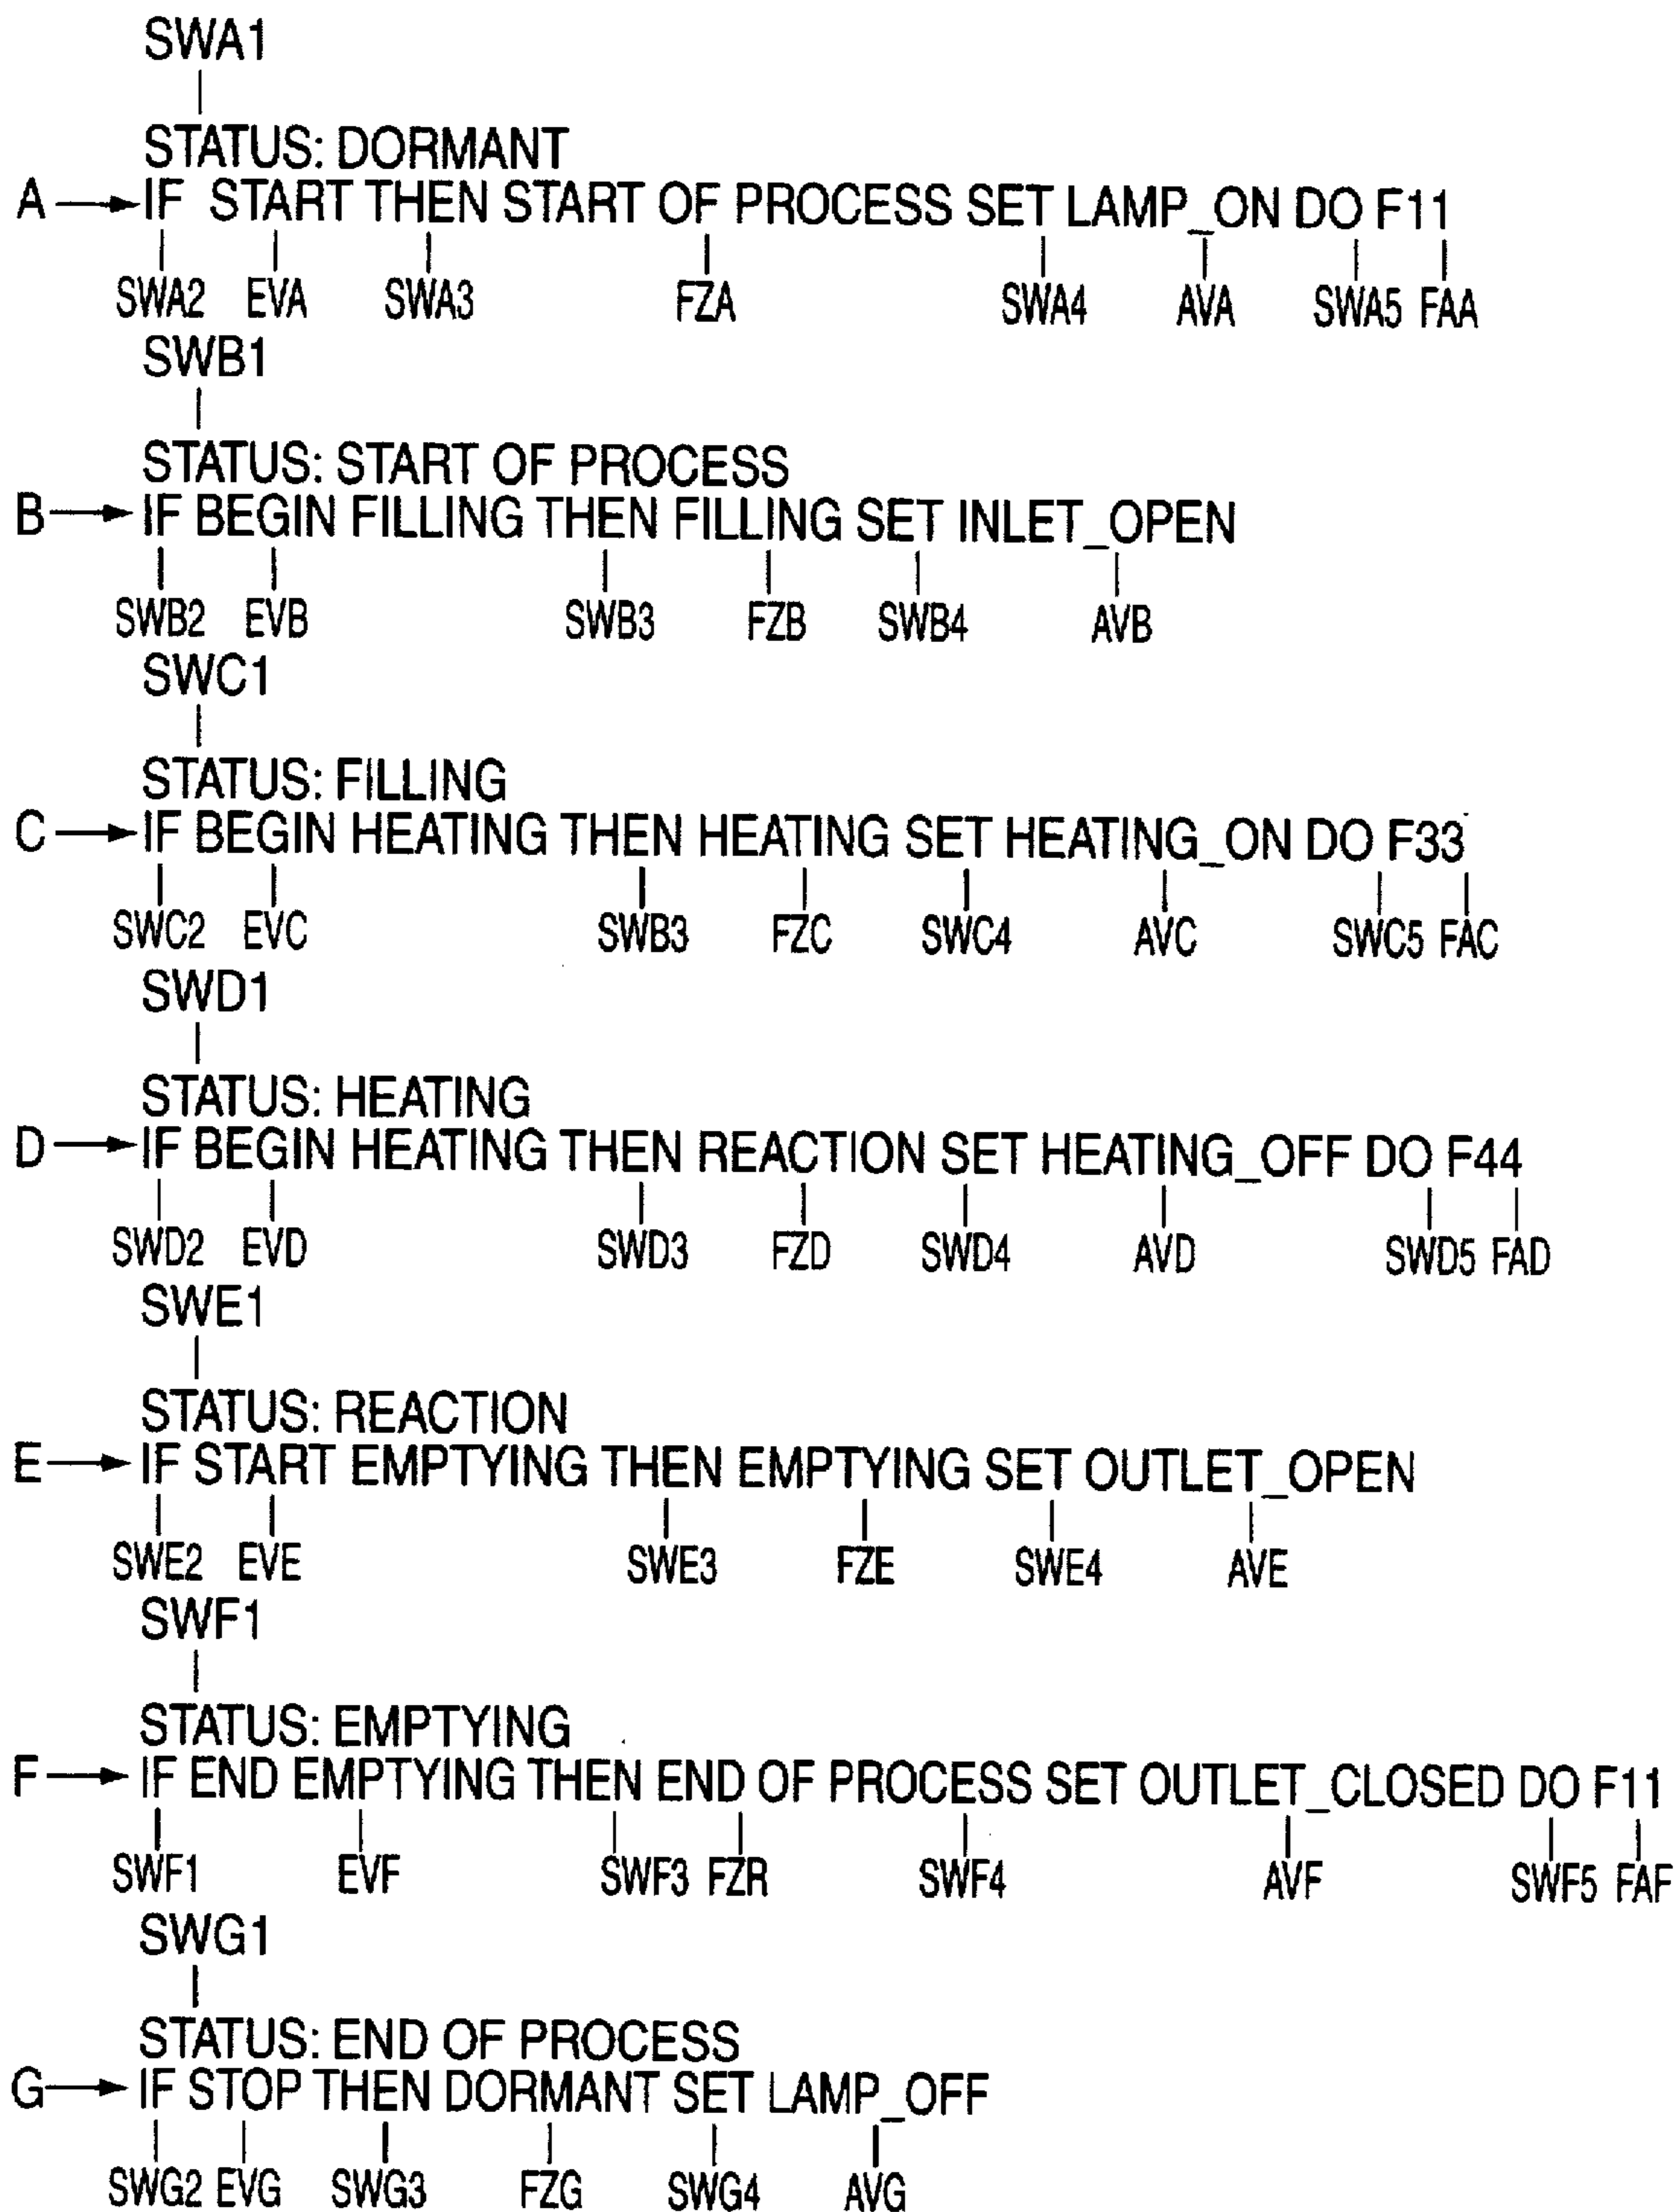 SWA1
STATUS: DORMANT
A IF START THEN START OF PROCESS SET LAMP_ON DO F11
SWA2 EVA SWA3 FZA SWA4 AVA SWA5 FAA
SWB1
STATUS: START OF PROCESS
B IF BEGIN FILLING THEN FILLING SET INLET_OPEN
SWB2 EVB SWB3 FZB SWB4 AVB
SWC1
STATUS: FILLING
C IF BEGIN HEATING THEN HEATING SET HEATING_ON DO F33
SWC2 EVC SWB3 FZC SWC4 AVC SWC5 FAC
SWD1
STATUS: HEATING
D IF BEGIN HEATING THEN REACTION SET HEATING_OFF DO F44
SWD2 EVD SWD3 FZD SWD4 AVD SWD5 FAD
SWE1
STATUS: REACTION
E IF START EMPTYING THEN EMPTYING SET OUTLET_OPEN
SWE2 EVE SWE3 FZE SWE4 AVE
SWF1
STATUS: EMPTYING
F IF END EMPTYING THEN END OF PROCESS SET OUTLET_CLOSED DO F11
SWF1 EVF SWF3 FZR SWF4 AVF SWF5 FAF
SWG1
STATUS: END OF PROCESS
G IF STOP THEN DORMANT SET LAMP_OFF
SWG2 EVG SWG3 FZG SWG4 AVG